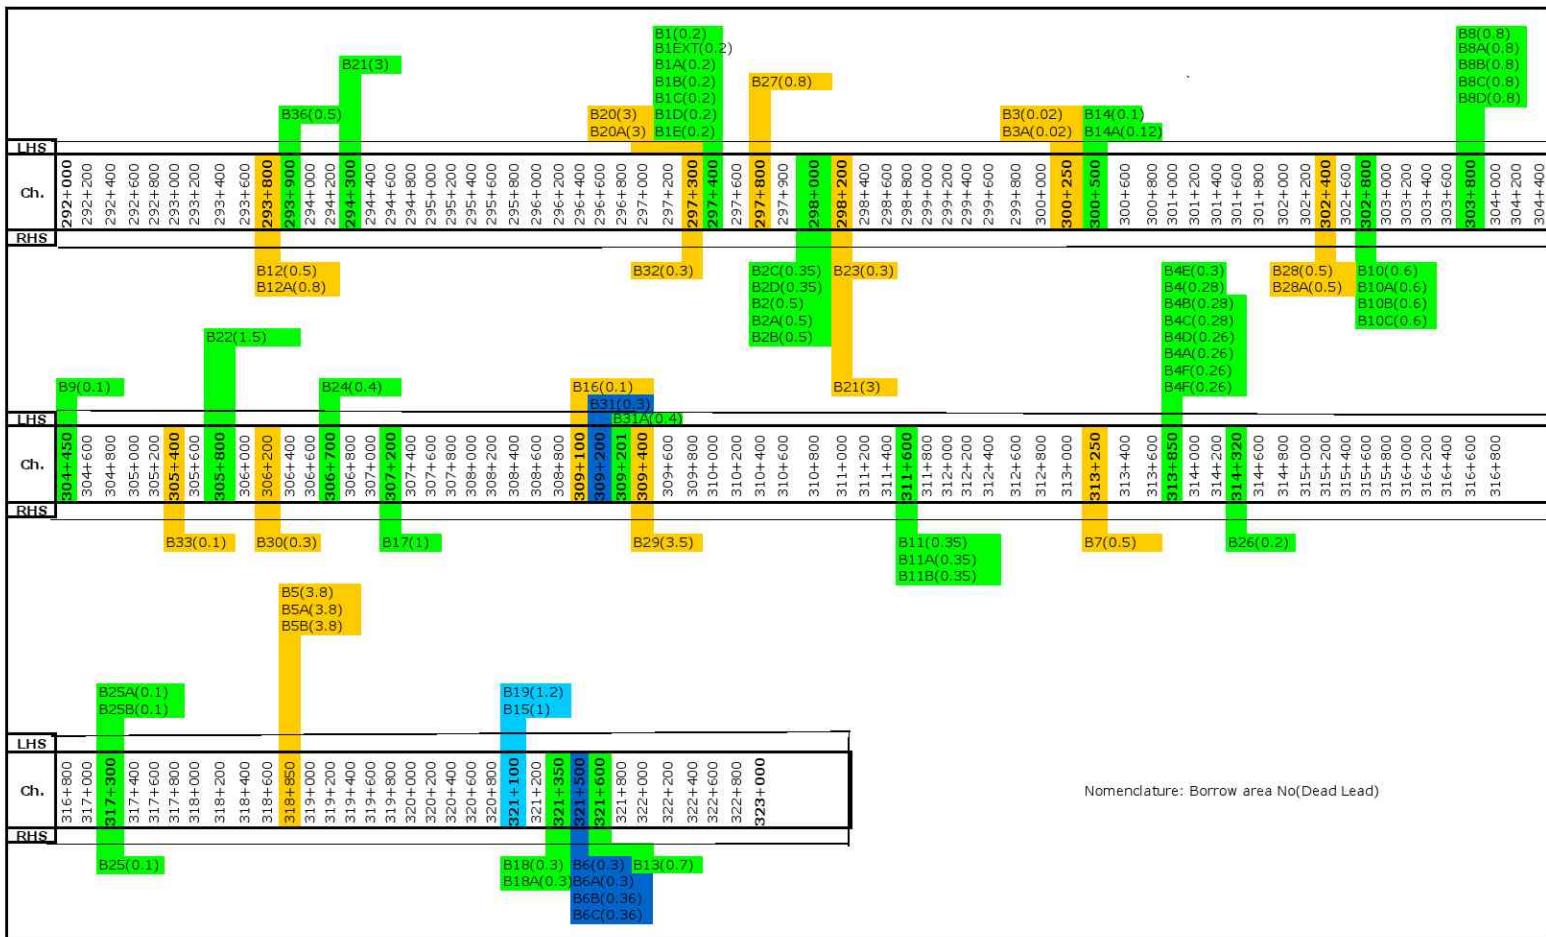 B1(0.2)
B1EXT(0.2)
B1A(0.2)
B1B(0.2)
B1C(0.2)
B1D(0.2)
B1E(0.2)
B8(0.8)
B8A(0.8)
B8B(0.8)
B8C(0.8)
B8D(0.8)
B21(3)
B27(0.8)
B36(0.5)
B20(3)
B20A(3)
B3(0.02)
B3A(0.02)
B14(0.1)
B14A(0.12)
LHS
Ch.
292+000
292+200
292+400
292+600
292+800
293+000
293+200
293+400
293+600
293+800
293+900
294+000
294+200
294+300
294+400
294+600
294+800
295+000
295+200
295+400
295+600
295+800
296+000
296+200
296+400
296+600
296+800
297+000
297+200
297+300
297+400
297+600
297+800
297+900
298+000
298+200
298+400
298+600
298+800
299+000
299+200
299+400
299+600
299+800
300+000
300+250
300+500
300+600
300+800
301+000
301+200
301+400
301+600
301+800
302+000
302+200
302+400
302+600
302+800
303+000
303+200
303+400
303+600
303+800
304+000
304+200
304+400
RHS
B12(0.5)
B12A(0.8)
B32(0.3)
B2C(0.35)
B2D(0.35)
B2(0.5)
B2A(0.5)
B2B(0.5)
B23(0.3)
B4E(0.3)
B4(0.28)
B4B(0.28)
B4C(0.28)
B4D(0.26)
B4A(0.26)
B4F(0.26)
B4F(0.26)
B28(0.5)
B28A(0.5)
B10(0.6)
B10A(0.6)
B10B(0.6)
B10C(0.6)
B22(1.5)
B9(0.1)
B24(0.4)
B16(0.1)
B21(3)
B31(0.3)
B31A(0.4)
LHS
Ch.
304+450
304+600
304+800
305+000
305+200
305+400
305+600
305+800
306+000
306+200
306+400
306+600
306+700
306+800
307+000
307+200
307+400
307+600
307+800
308+000
308+200
308+400
308+600
308+800
309+100
309+200
309+201
309+400
309+600
309+800
310+000
310+200
310+400
310+600
310+800
311+000
311+200
311+400
311+600
311+800
312+000
312+200
312+400
312+600
312+800
313+000
313+250
313+400
313+600
313+850
314+000
314+200
314+320
314+600
314+800
315+000
315+200
315+400
315+600
315+800
316+000
316+200
316+400
316+600
316+800
RHS
B33(0.1)
B30(0.3)
B17(1)
B29(3.5)
B11(0.35)
B11A(0.35)
B11B(0.35)
B7(0.5)
B26(0.2)
B5(3.8)
B5A(3.8)
B5B(3.8)
B25A(0.1)
B25B(0.1)
B19(1.2)
B15(1)
LHS
Ch.
316+800
317+000
317+300
317+400
317+600
317+800
318+000
318+200
318+400
318+600
318+850
319+000
319+200
319+400
319+600
319+800
320+000
320+200
320+400
320+600
320+800
321+100
321+200
321+350
321+500
321+600
321+800
322+000
322+200
322+400
322+600
322+800
323+000
Nomenclature: Borrow area No(Dead Lead)
RHS
B25(0.1)
B18(0.3)
B18A(0.3)
B6(0.3)
B6A(0.3)
B6B(0.36)
B6C(0.36)
B13(0.7)